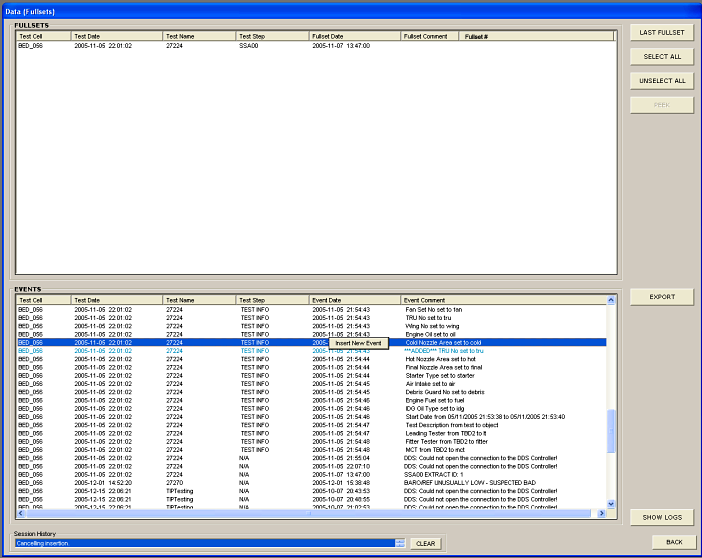 Data (Fullsets)
FULLSETS
Test Cell Test Date Test Name Test Step Fullset Date Fullset Comment Fullset #
BED_056 2005-11-05 22:01:02 27224 SSA00 2005-11-07 13:47:00
LAST FULLSET
SELECT ALL
UNSELECT ALL
PEEK
EVENTS
Test Cell Test Date Test Name Test Step Event Date Event Comment
BED_056 2005-11-05 22:01:02 27224 TEST INFO 2005-11-05 21:54:43 Fan Set No set to fan
BED_056 2005-11-05 22:01:02 27224 TEST INFO 2005-11-05 21:54:43 TRU No set to tru
BED_056 2005-11-05 22:01:02 27224 TEST INFO 2005-11-05 21:54:43 Wing No set to wing
BED_056 2005-11-05 22:01:02 27224 TEST INFO 2005-11-05 21:54:43 Engine Oil set to oil
BED_056 2005-11-05 22:01:02 27224 TEST INFO 2005- Insert New Event Cold Nozzle Area set to cold
BED_056 2005-11-05 22:01:02 27224 TEST INFO 2005-11-05 21:54:43 ***ADDED*** TRU No set to tru
BED_056 2005-11-05 22:01:02 27224 TEST INFO 2005-11-05 21:54:44 Hot Nozzle Area set to hot
BED_056 2005-11-05 22:01:02 27224 TEST INFO 2005-11-05 21:54:44 Final Nozzle Area set to final
BED_056 2005-11-05 22:01:02 27224 TEST INFO 2005-11-05 21:54:44 Starter Type set to starter
BED_056 2005-11-05 22:01:02 27224 TEST INFO 2005-11-05 21:54:45 Air Intake set to air
BED_056 2005-11-05 22:01:02 27224 TEST INFO 2005-11-05 21:54:45 Debris Guard No set to debris
BED_056 2005-11-05 22:01:02 27224 TEST INFO 2005-11-05 21:54:46 Engine Fuel set to fuel
BED_056 2005-11-05 22:01:02 27224 TEST INFO 2005-11-05 21:54:46 IDG Oil Type set to idg
BED_056 2005-11-05 22:01:02 27224 TEST INFO 2005-11-05 21:54:46 Start Date from 05/11/2005 21:53:38 to 05/11/2005 21:53:40
BED_056 2005-11-05 22:01:02 27224 TEST INFO 2005-11-05 21:54:47 Test Description from test to object
BED_056 2005-11-05 22:01:02 27224 TEST INFO 2005-11-05 21:54:47 Leading Tester from TBD2 to lt
BED_056 2005-11-05 22:01:02 27224 TEST INFO 2005-11-05 21:54:48 Fitter Tester from TBD2 to fitter
BED_056 2005-11-05 22:01:02 27224 TEST INFO 2005-11-05 21:54:48 MCT from TBD2 to mct
BED_056 2005-11-05 22:01:02 27224 N/A 2005-11-05 21:55:04 DDS: Could not open the connection to the DDS Controller!
BED_056 2005-11-05 22:01:02 27224 N/A 2005-11-05 22:07:10 DDS: Could not open the connection to the DDS Controller!
BED_056 2005-11-05 22:01:02 27224 N/A 2005-11-07 13:47:00 SSA00 EXTRACT ID: 1
BED_056 2005-12-01 14:52:20 27270 N/A 2005-12-01 15:38:48 BARO/REF UNUSUALLY LOW - SUSPECTED BAD
BED_056 2005-12-15 22:06:21 TIPTesting N/A 2005-10-07 20:43:53 DDS: Could not open the connection to the DDS Controller!
BED_056 2005-12-15 22:06:21 TIPTesting N/A 2005-10-07 20:48:55 DDS: Could not open the connection to the DDS Controller!
BED_056 2005-12-15 22:06:21 TIPTesting N/A 2005-10-07 21:02:53 DDS: Could not open the connection to the DDS Controller!
EXPORT
SHOW LOGS
Session History
Cancelling insertion.
CLEAR
BACK